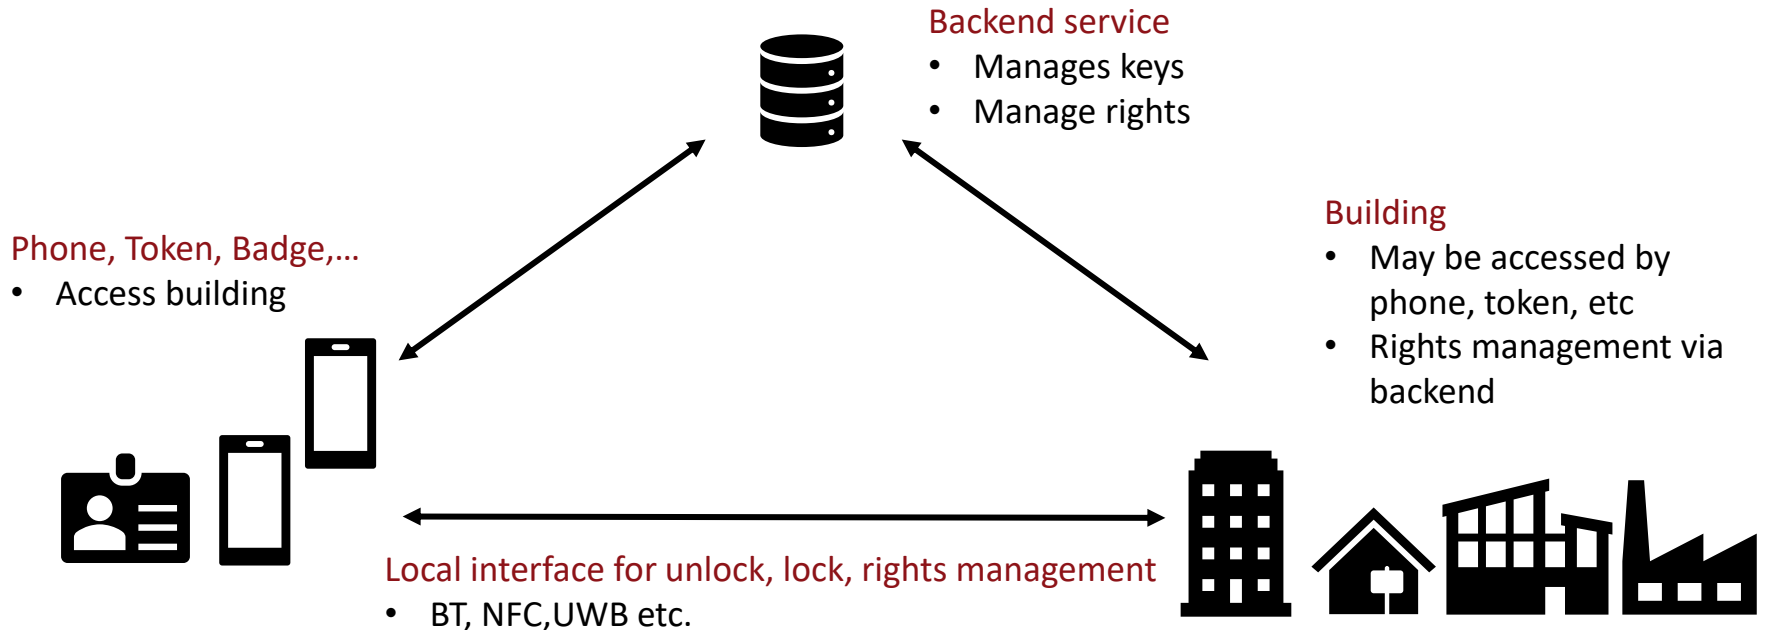 Backend service
• Manages keys
• Manage rights
Building
• May be accessed by
phone, token, etc
• Rights management via
backend
Phone, Token, Badge,...
• Access building
Local interface for unlock, lock, rights management
• BT, NFC,UWB etc.